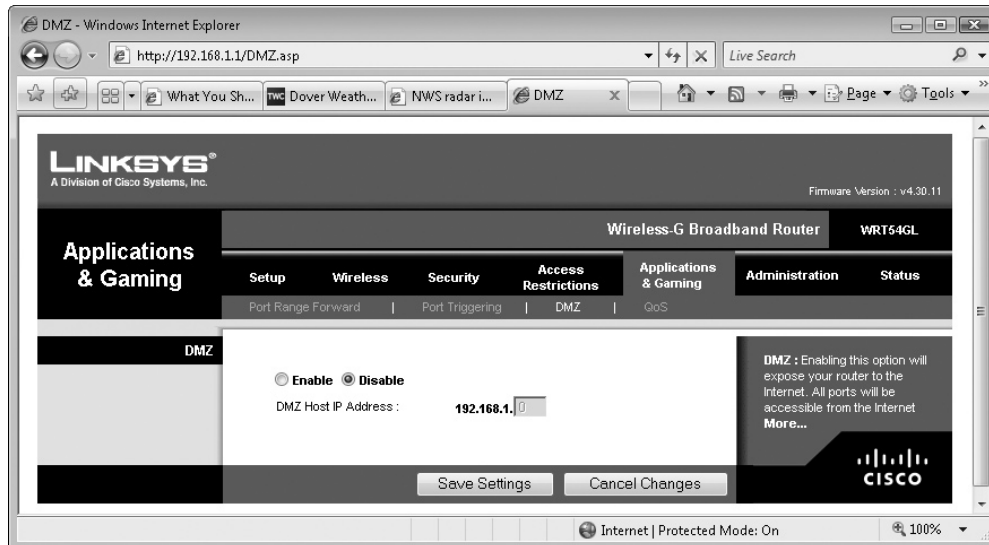 DMZ - Windows Internet Explorer
http://192.168.1.1/DMZ.asp
Live Search
What You Sh...
TWC Dover Weath...
NWS radar i...
DMZ
Page
Tools
LINKSYS®
A Division of Cisco Systems, Inc.
Firmware Version : v4.30.11
Wireless-G Broadband Router
WRT54GL
Applications
& Gaming
Setup
Wireless
Security
Access
Restrictions
Applications
& Gaming
Administration
Status
Port Range Forward | Port Triggering | DMZ | QoS
DMZ
Enable
Disable
DMZ Host IP Address :
192.168.1. 0
DMZ : Enabling this option will
expose your router to the
Internet. All ports will be
accessible from the Internet
More...
CISCO
Save Settings
Cancel Changes
Internet | Protected Mode: On
100%